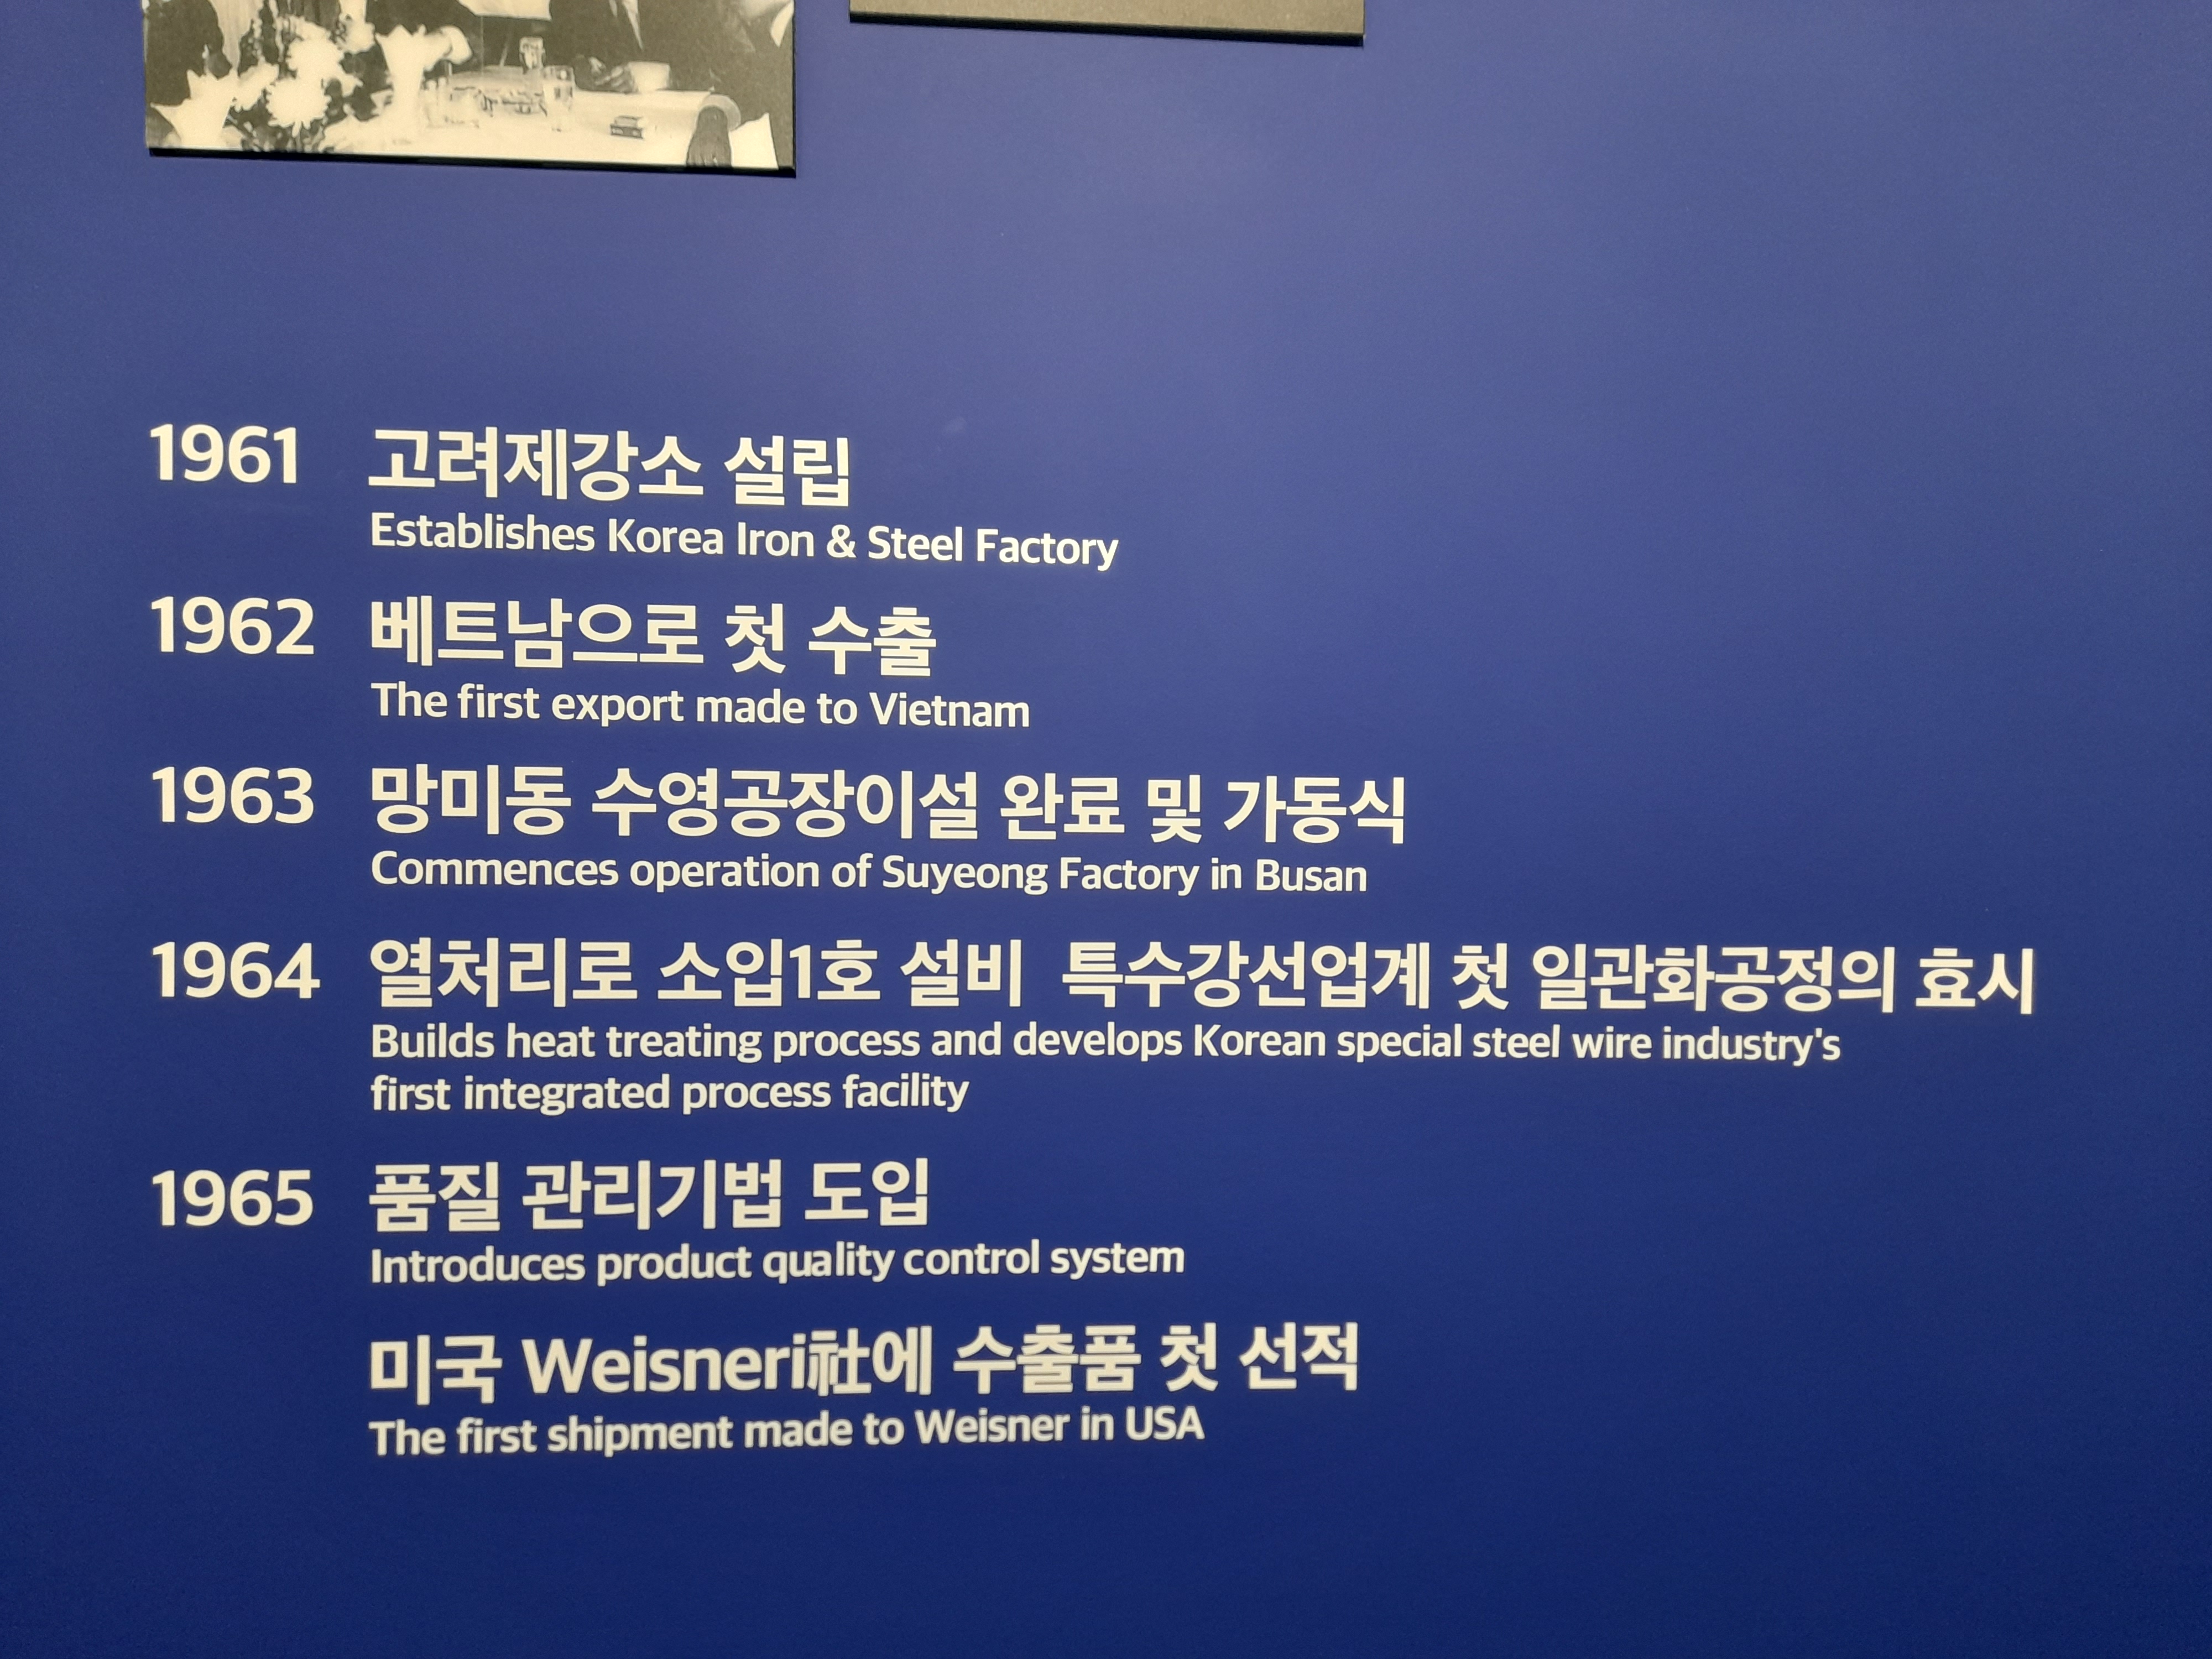 1961 고려제강소 설립
Establishes Korea Iron & Steel Factory
1962 베트남으로 첫 수출
The first export made to Vietnam
1963 망미동 수영공장이설 완료 및 가동식
Commences operation of Suyeong Factory in Busan
1964 열처리로 소입1호 설비 특수강선업계 첫 일관화공정의 효시
Builds heat treating process and develops Korean special steel wire industry's
first integrated process facility
1965 품질 관리기법 도입
Introduces product quality control system
미국 Weisneri社에 수출품 첫 선적
The first shipment made to Weisner in USA